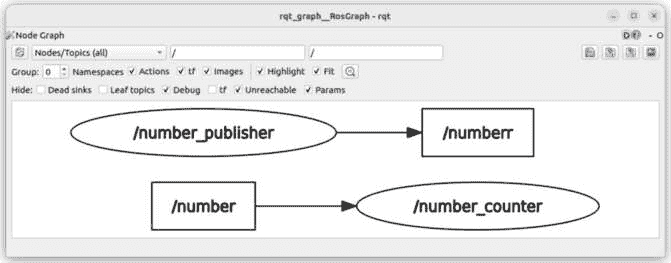 rqt_graph__RosGraph - rqt
Node Graph
D - O
Nodes/Topics (all) / /
Group: 0 Namespaces Actions tf Images Highlight Fit
Hide: Dead sinks Leaf topics Debug tf Unreachable Params
/number_publisher /numberr
/number /number_counter